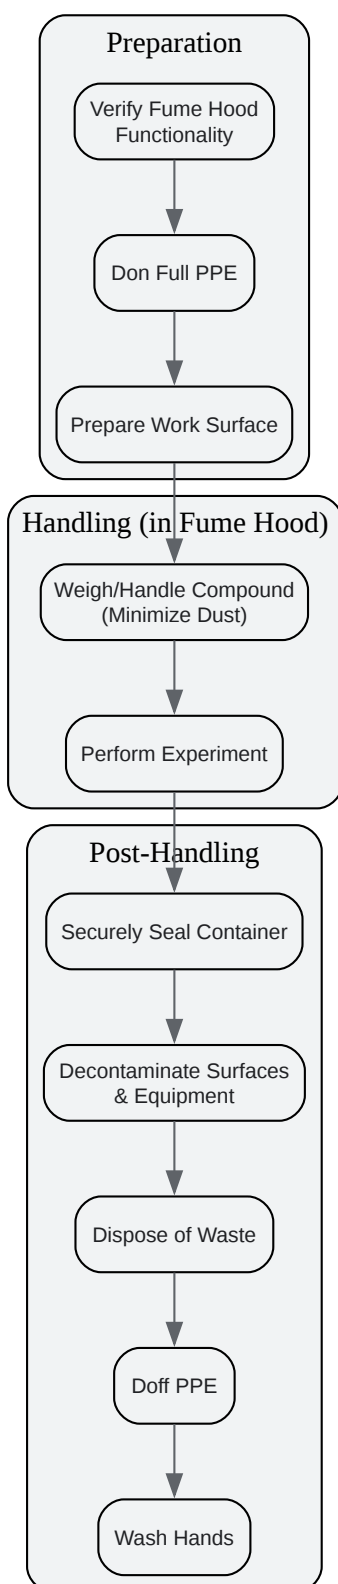 Preparation
Verify Fume Hood
Functionality
Don Full PPE
Prepare Work Surface
Handling (in Fume Hood)
Weigh/Handle Compound
(Minimize Dust)
Perform Experiment
Post-Handling
Securely Seal Container
Decontaminate Surfaces
& Equipment
Dispose of Waste
Doff PPE
Wash Hands